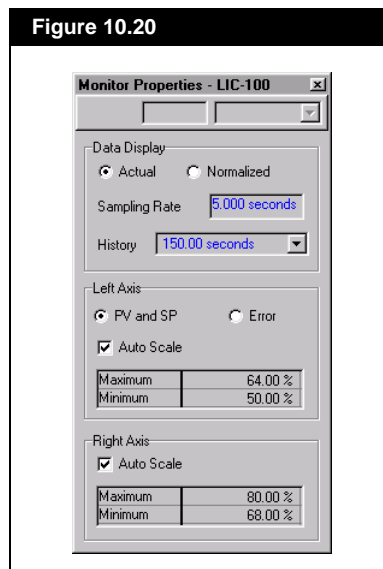 Figure 10.20
Monitor Properties - LIC-100
Data Display
Actual Normalized
Sampling Rate 5.000 seconds
History 150.00 seconds
Left Axis
PV and SP Error
Auto Scale
Maximum 64.00 %
Minimum 50.00 %
Right Axis
Auto Scale
Maximum 80.00 %
Minimum 68.00 %